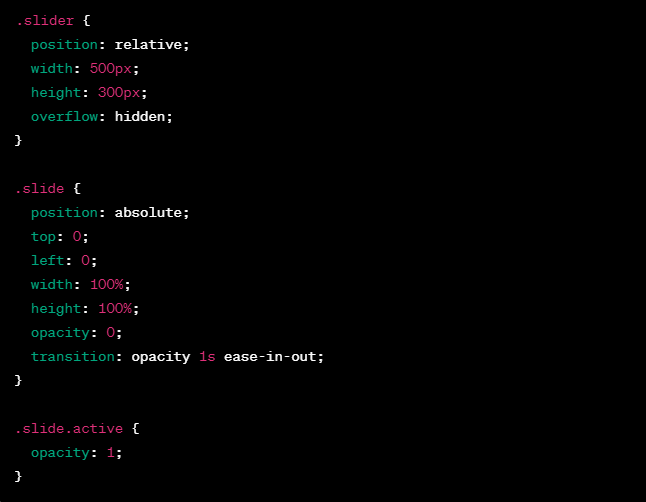 .slider {
  position: relative;
  width: 500px;
  height: 300px;
  overflow: hidden;
}

.slide {
  position: absolute;
  top: 0;
  left: 0;
  width: 100%;
  height: 100%;
  opacity: 0;
  transition: opacity 1s ease-in-out;
}

.slide.active {
  opacity: 1;
}